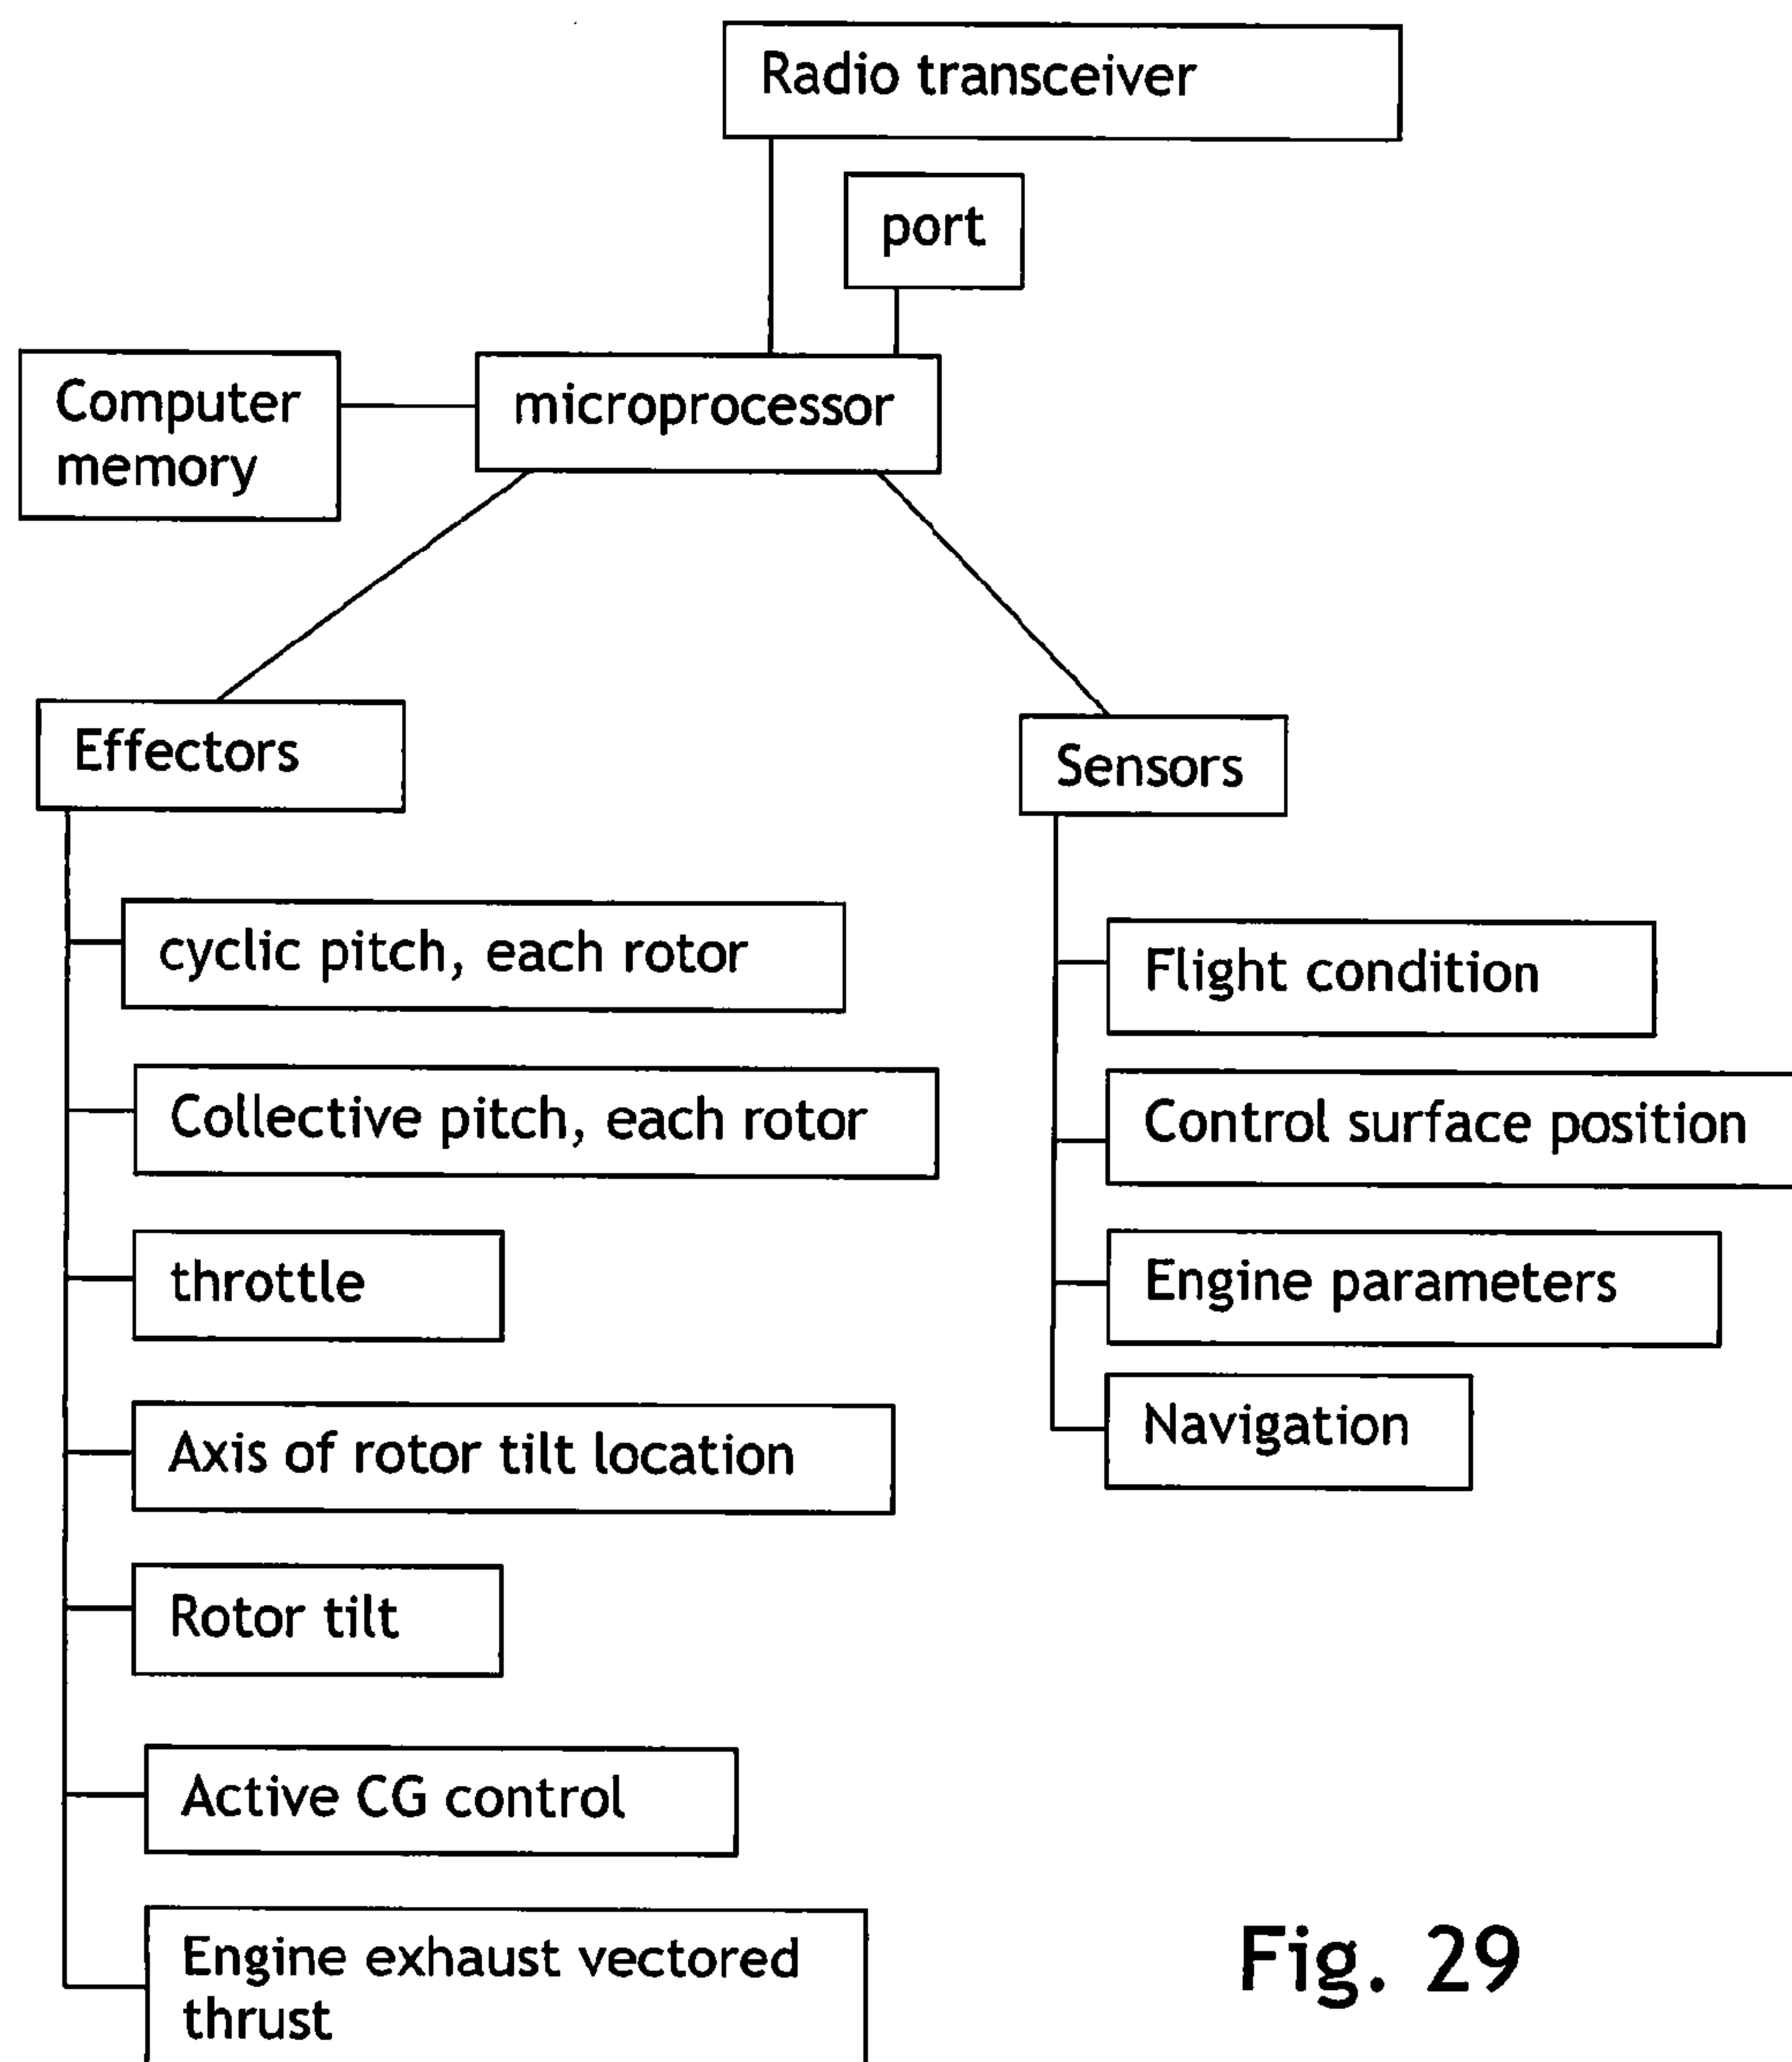 Radio transceiver
port
Computer
memory
microprocessor
Effectors
Sensors
cyclic pitch, each rotor
Collective pitch, each rotor
throttle
Axis of rotor tilt location
Rotor tilt
Active CG control
Engine exhaust vectored
thrust
Flight condition
Control surface position
Engine parameters
Navigation
Fig. 29